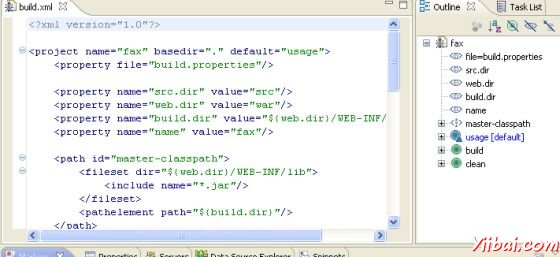 build.xml
<?xml version="1.0"?>
<project name="fax" basedir="." default="usage">
<property file="build.properties"/>
<property name="src.dir" value="src"/>
<property name="web.dir" value="war"/>
<property name="build.dir" value="${web.dir}/WEB-INF/
<property name="name" value="fax"/>
<path id="master-classpath">
<fileset dir="${web.dir}/WEB-INF/lib">
<include name="*.jar"/>
</fileset>
<pathelement path="${build.dir}"/>
</path>
Outline
Task List
fax
file=build.properties
src.dir
web.dir
build.dir
name
master-classpath
usage [default]
build
clean
Markers Properties Servers Data Source Explorer Snippets
Yiibai.com